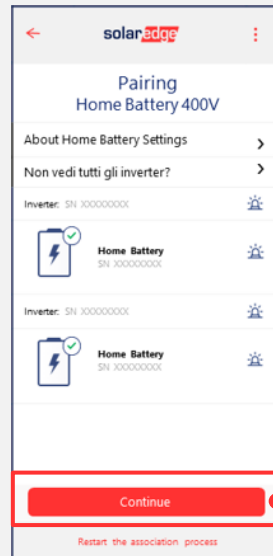 solaredge
Pairing
Home Battery 400V
About Home Battery Settings
Non vedi tutti gli inverter?
Inverter: SN XXXXXXXX
Home Battery
SN XXXXXXXX
Inverter: SN XXXXXXXX
Home Battery
SN XXXXXXXX
Continue
Restart the association process